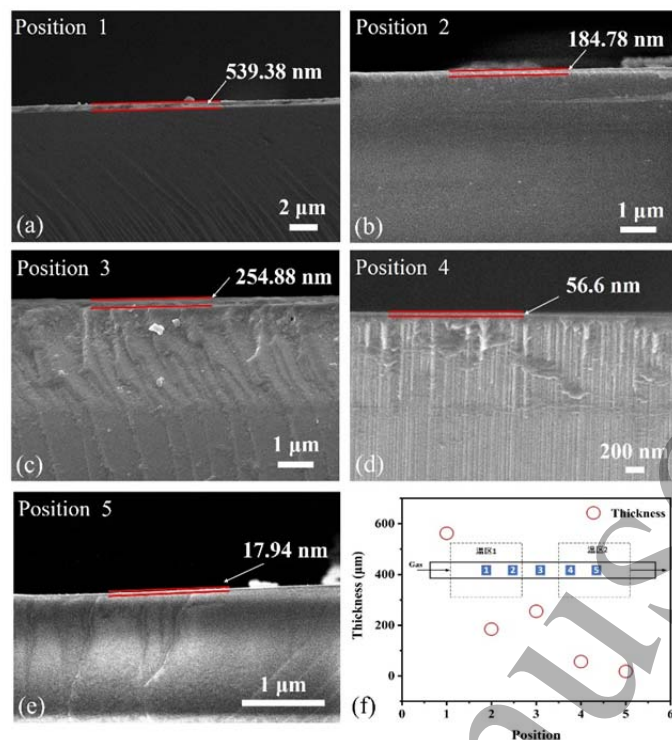 Position 1
539.38 nm
(a)
2 μm
Position 2
184.78 nm
(b)
1 μm
Position 3
254.88 nm
(c)
1 μm
Position 4
56.6 nm
(d)
200 nm
Position 5
17.94 nm
(e)
1 μm
Thickness (μm)
600
400
200
0
Thickness
温区1
温区2
Gas
1 2 3 4 5
0 1 2 3 4 5 6
Position
(f)